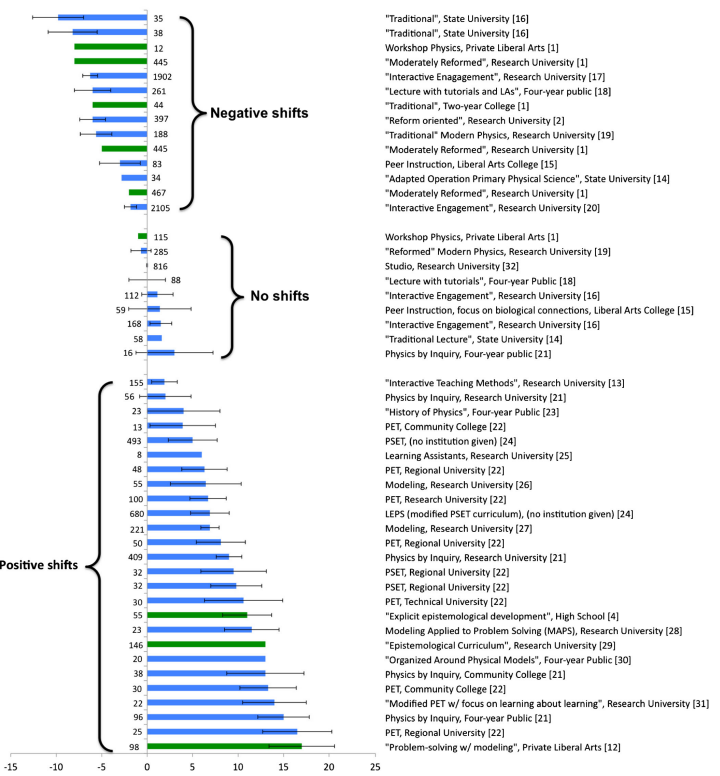 35 "Traditional", State University [16]
38 "Traditional", State University [16]
12 Workshop Physics, Private Liberal Arts [1]
445 "Moderately Reformed", Research University [1]
1902 "Interactive Enagagement", Research University [17]
261 "Lecture with tutorials and LAs", Four-year public [18]
44 "Traditional", Two-year College [1]
Negative shifts
397 "Reform oriented", Research University [2]
188 "Traditional" Modern Physics, Research University [19]
445 "Moderately Reformed", Research University [1]
83 Peer Instruction, Liberal Arts College [15]
34 "Adapted Operation Primary Physical Science", State University [14]
467 "Moderately Reformed", Research University [1]
2105 "Interactive Engagement", Research University [20]
115 Workshop Physics, Private Liberal Arts [1]
285 "Reformed" Modern Physics, Research University [19]
816 Studio, Research University [32]
88 "Lecture with tutorials", Four-year Public [18]
112 "Interactive Engagement", Research University [16]
No shifts
59 Peer Instruction, focus on biological connections, Liberal Arts College [15]
168 "Interactive Engagement", Research University [16]
58 "Traditional Lecture", State University [14]
16 Physics by Inquiry, Four-year public [21]
155 "Interactive Teaching Methods", Research University [13]
56 Physics by Inquiry, Research University [21]
23 "History of Physics", Four-year Public [23]
13 PET, Community College [22]
493 PSET, (no institution given) [24]
8 Learning Assistants, Research University [25]
48 PET, Regional University [22]
55 Modeling, Research University [26]
100 PET, Research University [22]
680 LEPS (modified PSET curriculum), (no institution given) [24]
221 Modeling, Research University [27]
50 PET, Regional University [22]
409 Physics by Inquiry, Research University [21]
Positive shifts
32 PSET, Regional University [22]
32 PSET, Regional University [22]
30 PET, Technical University [22]
55 "Explicit epistemological development", High School [4]
23 Modeling Applied to Problem Solving (MAPS), Research University [28]
146 "Epistemological Curriculum", Research University [29]
20 "Organized Around Physical Models", Four-year Public [30]
38 Physics by Inquiry, Community College [21]
30 PET, Community College [22]
22 "Modified PET w/ focus on learning about learning", Research University [31]
96 Physics by Inquiry, Four-year Public [21]
25 PET, Regional University [22]
98 "Problem-solving w/ modeling", Private Liberal Arts [12]
-15 -10 -5 0 5 10 15 20 25